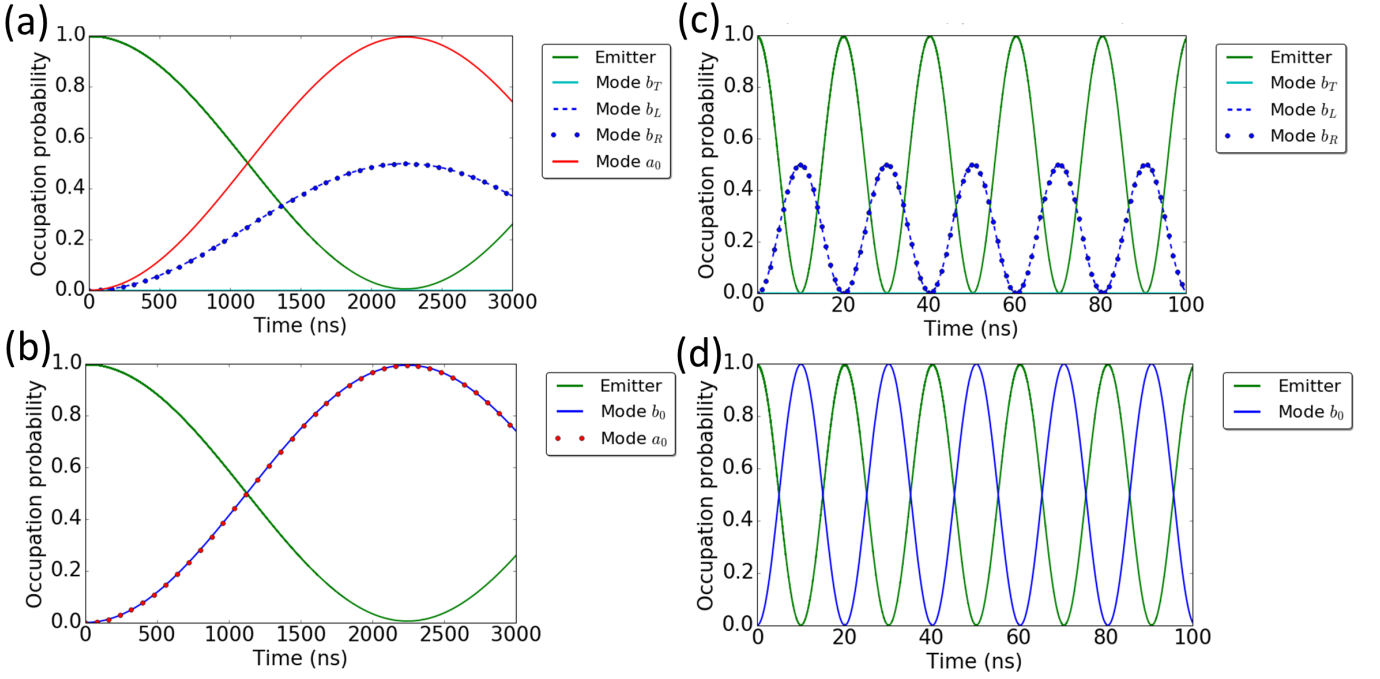 (a)
Occupation probability
1.0
0.8
0.6
0.4
0.2
0.0
0 500 1000 1500 2000 2500 3000
Time (ns)
Emitter
Mode b_T
Mode b_L
Mode b_R
Mode a_0
(c)
Occupation probability
1.0
0.8
0.6
0.4
0.2
0.0
0 20 40 60 80 100
Time (ns)
Emitter
Mode b_T
Mode b_L
Mode b_R
(b)
Occupation probability
1.0
0.8
0.6
0.4
0.2
0.0
0 500 1000 1500 2000 2500 3000
Time (ns)
Emitter
Mode b_0
Mode a_0
(d)
Occupation probability
1.0
0.8
0.6
0.4
0.2
0.0
0 20 40 60 80 100
Time (ns)
Emitter
Mode b_0